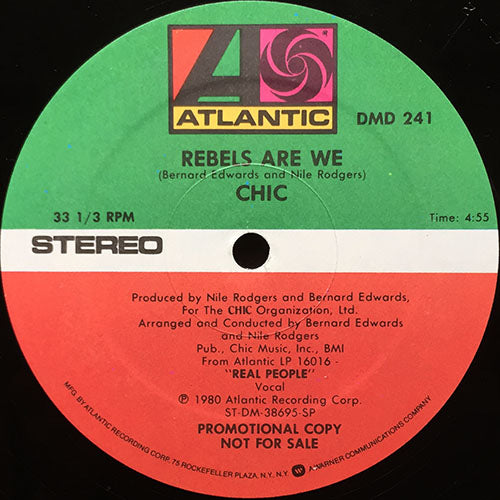 ATLANTIC
DMD 241
REBELS ARE WE
(Bernard Edwards and Nile Rodgers)
CHIC
33 1/3 RPM
Time: 4:55
STEREO
Produced by Nile Rodgers and Bernard Edwards,
For The CHIC Organization, Ltd.
Arranged and Conducted by Bernard Edwards
and Nile Rodgers
Pub., Chic Music, Inc., BMI
From Atlantic LP 16016 -
"REAL PEOPLE"
Vocal
℗ 1980 Atlantic Recording Corp.
ST-DM-38695-SP
PROMOTIONAL COPY
NOT FOR SALE
MFG. BY ATLANTIC RECORDING CORP. 75 ROCKEFELLER PLAZA, N.Y. N.Y. A WARNER COMMUNICATIONS COMPANY